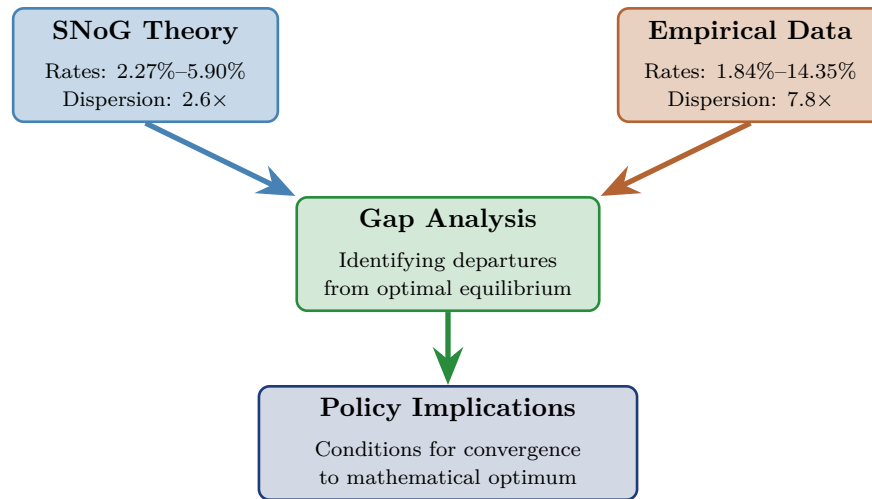 SNoG Theory
Rates: 2.27%–5.90%
Dispersion: 2.6×
Empirical Data
Rates: 1.84%–14.35%
Dispersion: 7.8×
Gap Analysis
Identifying departures
from optimal equilibrium
Policy Implications
Conditions for convergence
to mathematical optimum